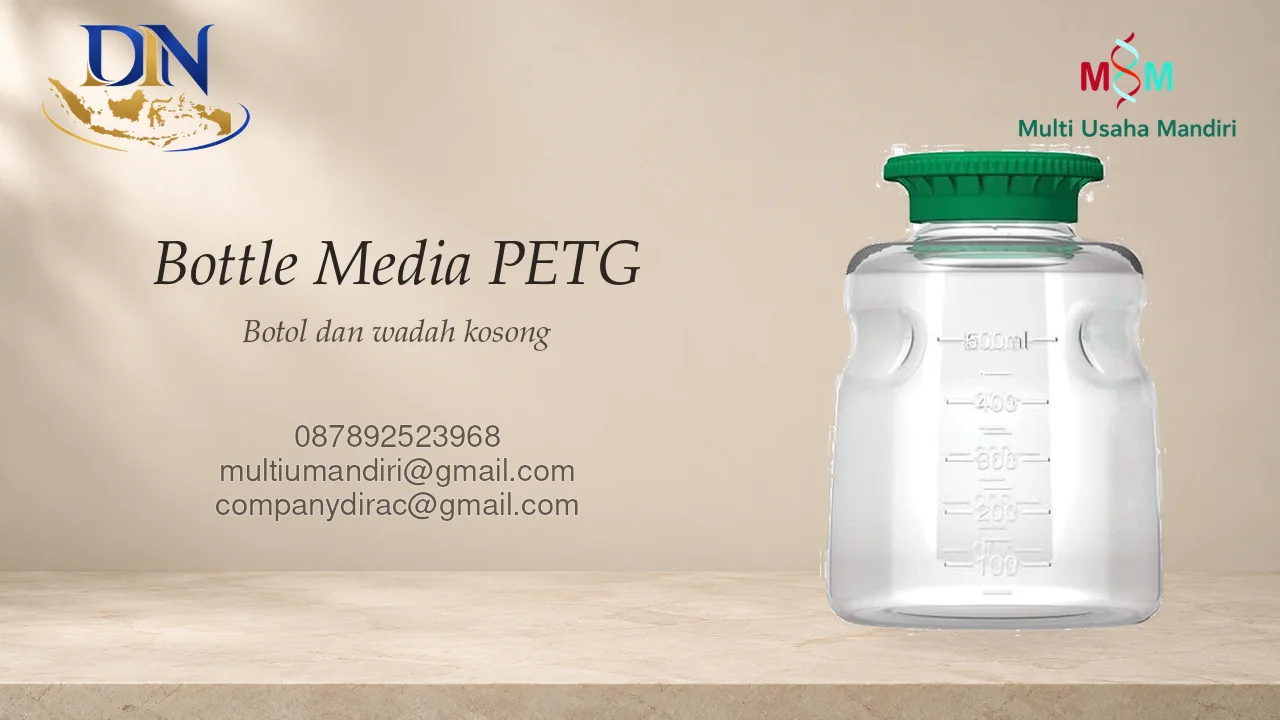 DN
M M
Multi Usaha Mandiri
Bottle Media PETG
Botol dan wadah kosong
087892523968
multiumandiri@gmail.com
companydirac@gmail.com
500ml
400
300
200
100